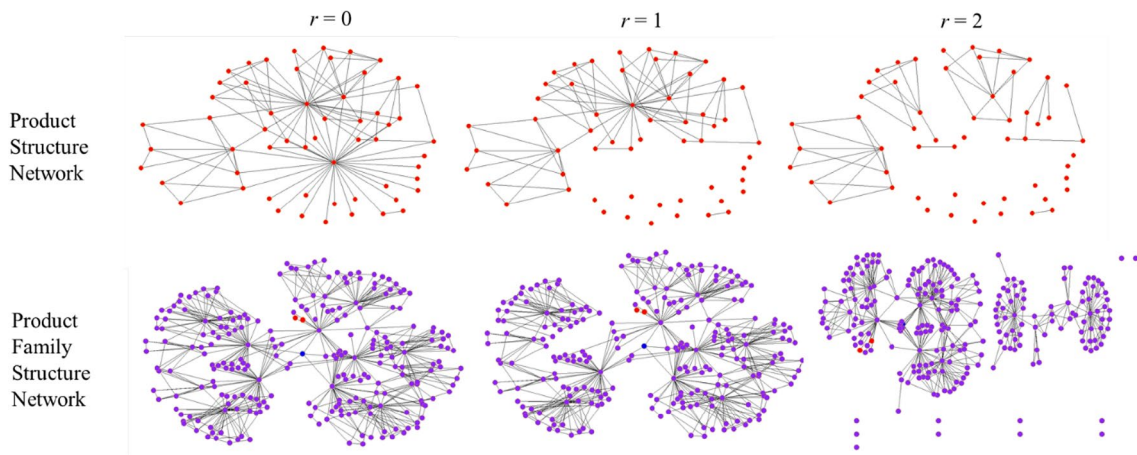 r = 0
r = 1
r = 2
Product
Structure
Network
Product
Family
Structure
Network